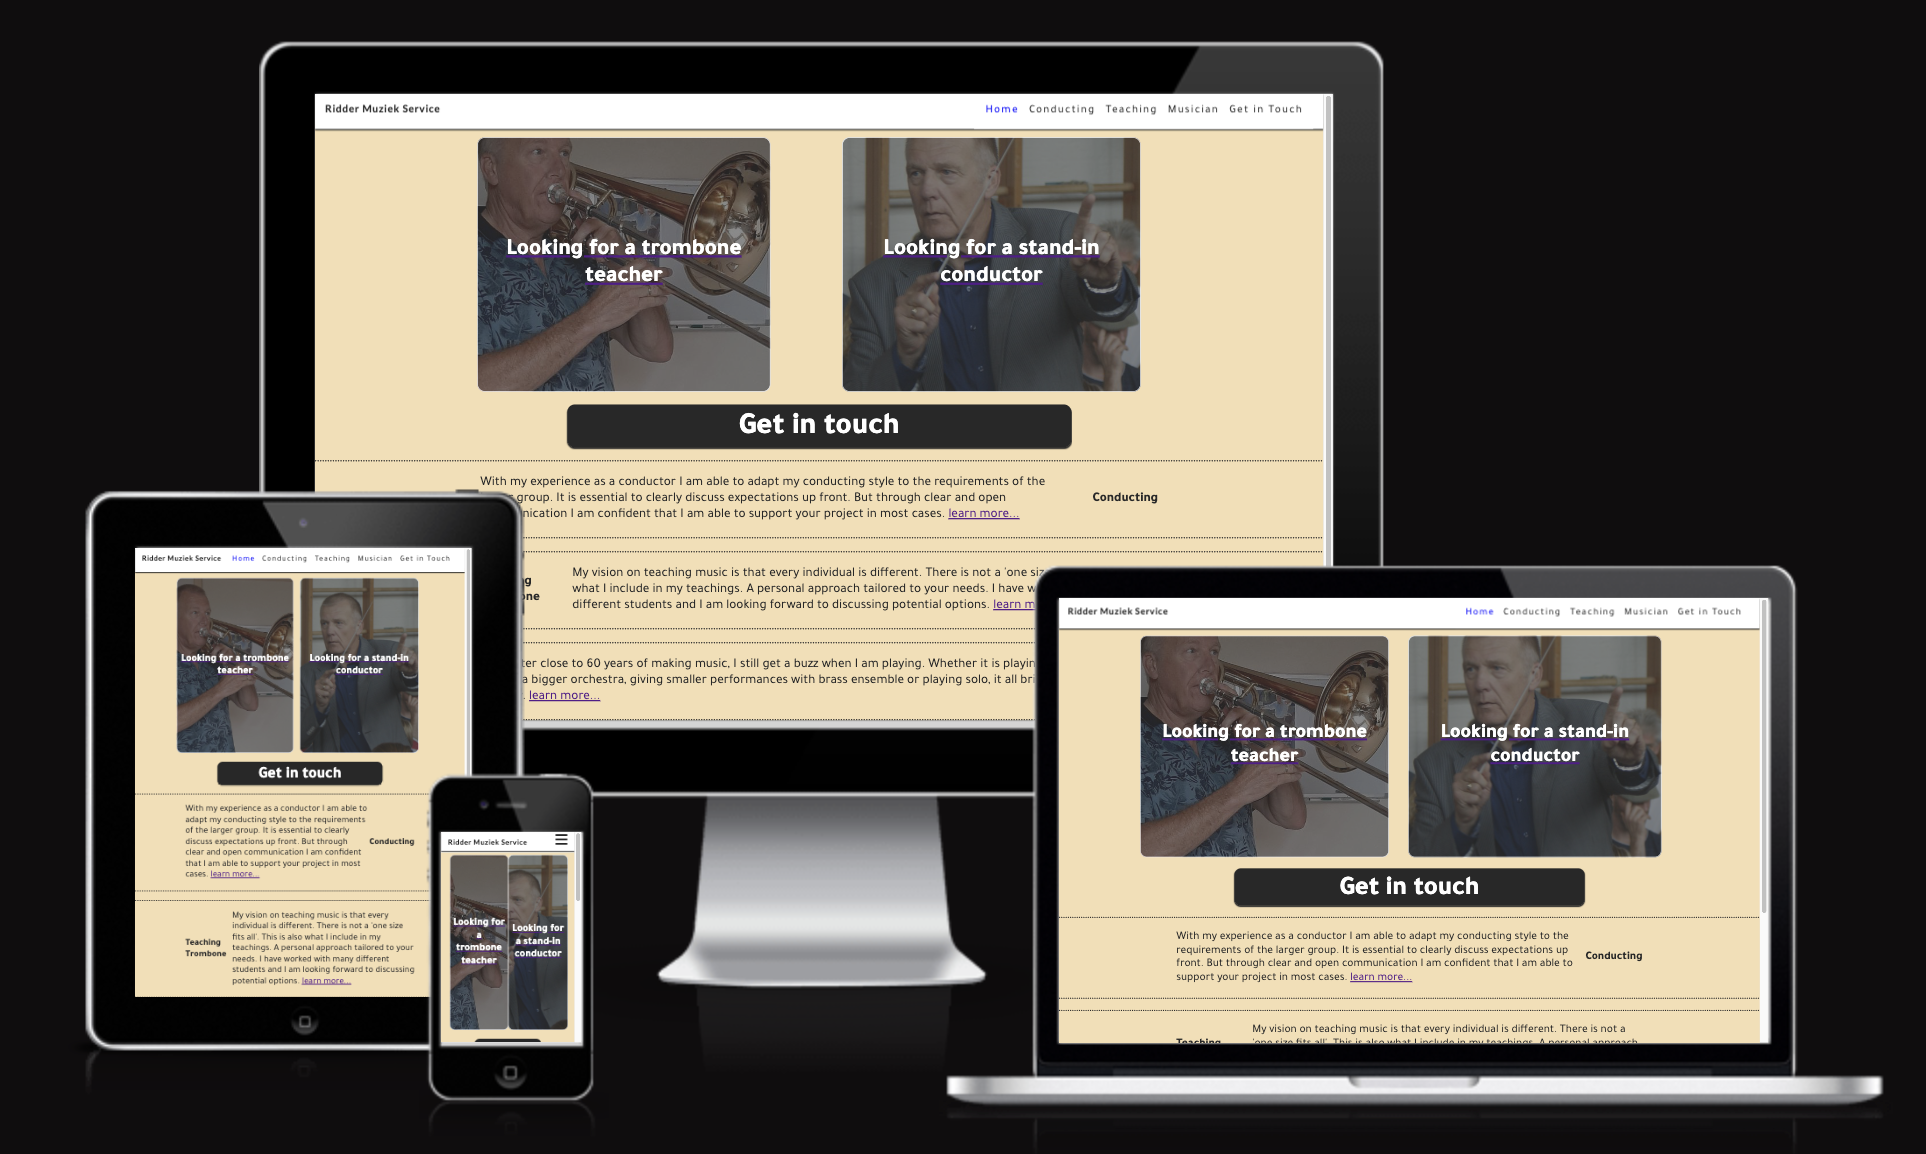 Ridder Muziek Service
Home Conducting Teaching Musician Get in Touch
Looking for a trombone
teacher
Looking for a stand-in
conductor
Get in touch
With my experience as a conductor I am able to adapt my conducting style to the requirements of the
group. It is essential to clearly discuss expectations up front. But through clear and open
I am confident that I am able to support your project in most cases. learn more...
Conducting
My vision on teaching music is that every individual is different. There is not a 'one
what I include in my teachings. A personal approach tailored to your needs. I have
different students and I am looking forward to discussing potential options. learn
close to 60 years of making music, I still get a buzz when I am playing. Whether it is
a bigger orchestra, giving smaller performances with brass ensemble or playing solo, it all
learn more...
Ridder Muziek Service Home Conducting Teaching Musician Get in Touch
Looking for a trombone
teacher
Looking for a stand-in
conductor
Get in touch
With my experience as a conductor I am able to
adapt my conducting style to the requirements
of the larger group. It is essential to clearly
discuss expectations up front. But through
clear and open communication I am confident
that I am able to support your project in most
cases. learn more...
Conducting
Teaching
Trombone
My vision on teaching music is that every
individual is different. There is not a 'one size
fits all'. This is also what I include in my
teachings. A personal approach tailored to your
needs. I have worked with many different
students and I am looking forward to discussing
potential options. learn more...
Ridder Muziek Service
Looking for
a
trombone
teacher
Looking for
a stand-in
conductor
Ridder Muziek Service
Home Conducting Teaching Musician Get in Touch
Looking for a trombone
teacher
Looking for a stand-in
conductor
Get in touch
With my experience as a conductor I am able to adapt my conducting style to the
requirements of the larger group. It is essential to clearly discuss expectations up
front. But through clear and open communication I am confident that I am able to
support your project in most cases. learn more...
Conducting
My vision on teaching music is that every individual is different. There is not a
Teaching
'one size fits all'. This is also what I include in my teachings. A personal approach